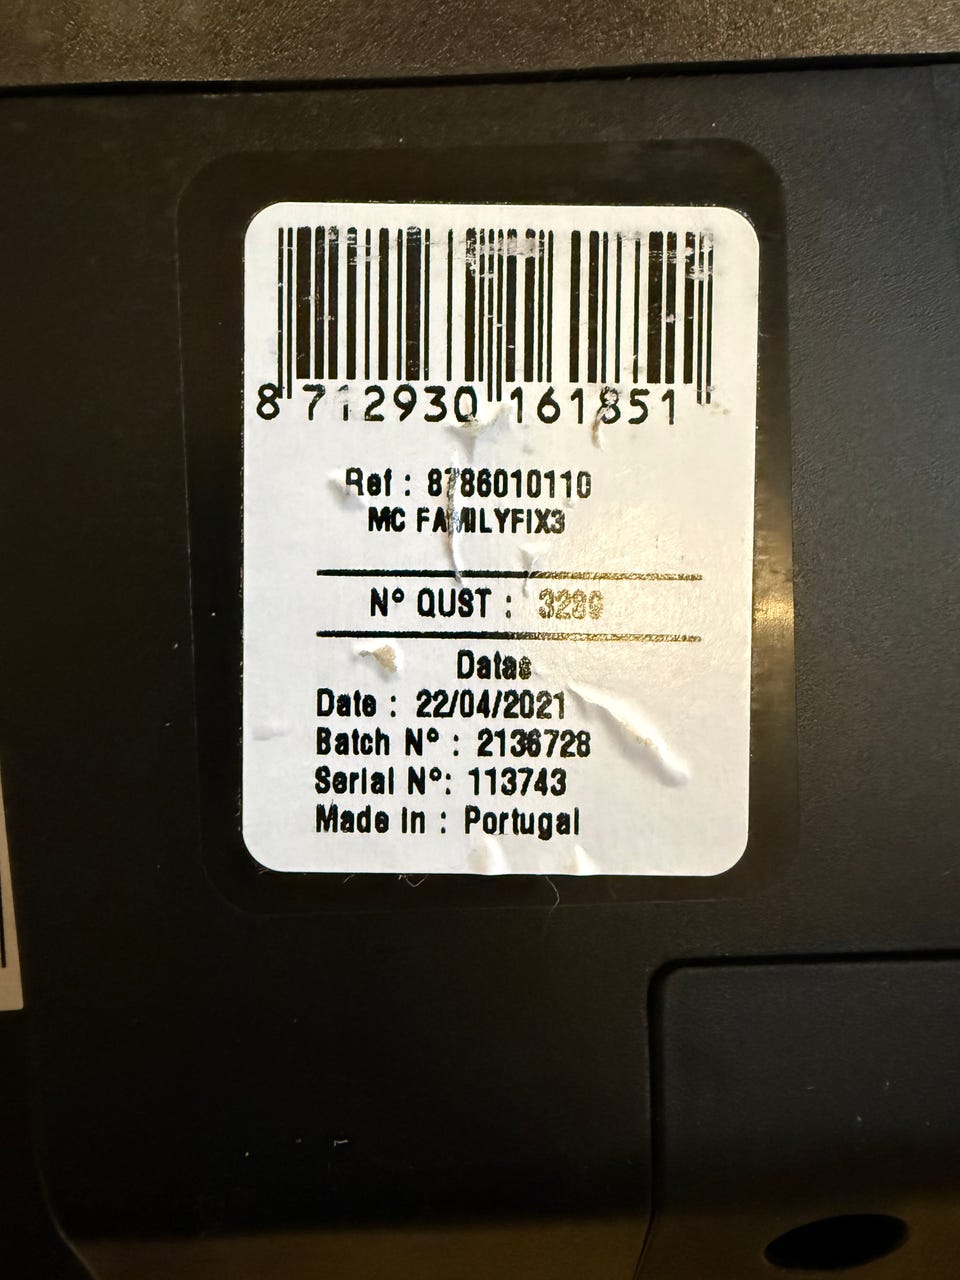 8 712930 161851
Ref : 8786010110
MC FAMILYFIX3
N° QUST : 3289
Datas
Date : 22/04/2021
Batch N° : 2136728
Serial N°: 113743
Made in : Portugal